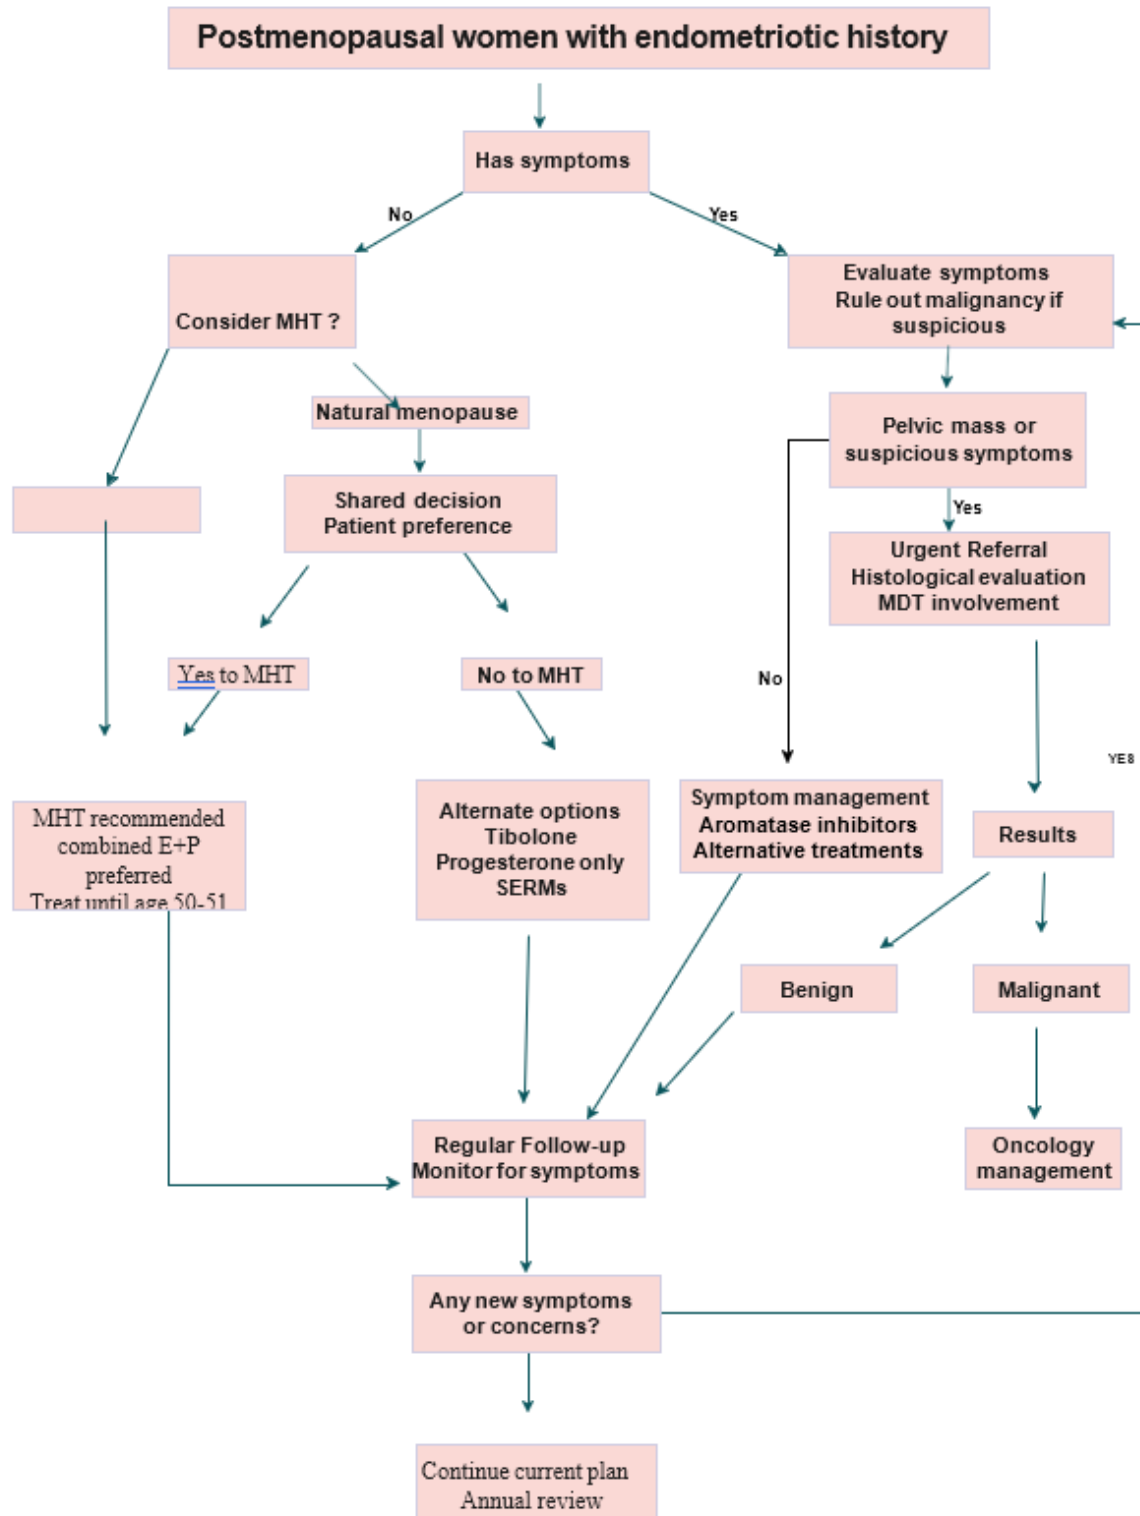 Postmenopausal women with endometriotic history
Has symptoms
No
Yes
Consider MHT ?
Evaluate symptoms
Rule out malignancy if
suspicious
Natural menopause
Pelvic mass or
suspicious symptoms
Shared decision
Patient preference
Yes
Urgent Referral
Histological evaluation
MDT involvement
Yes to MHT
No to MHT
No
YES
MHT recommended
combined E+P
preferred
Treat until age 50-51
Alternate options
Tibolone
Progesterone only
SERMs
Symptom management
Aromatase inhibitors
Alternative treatments
Results
Benign
Malignant
Regular Follow-up
Monitor for symptoms
Oncology
management
Any new symptoms
or concerns?
Continue current plan
Annual review